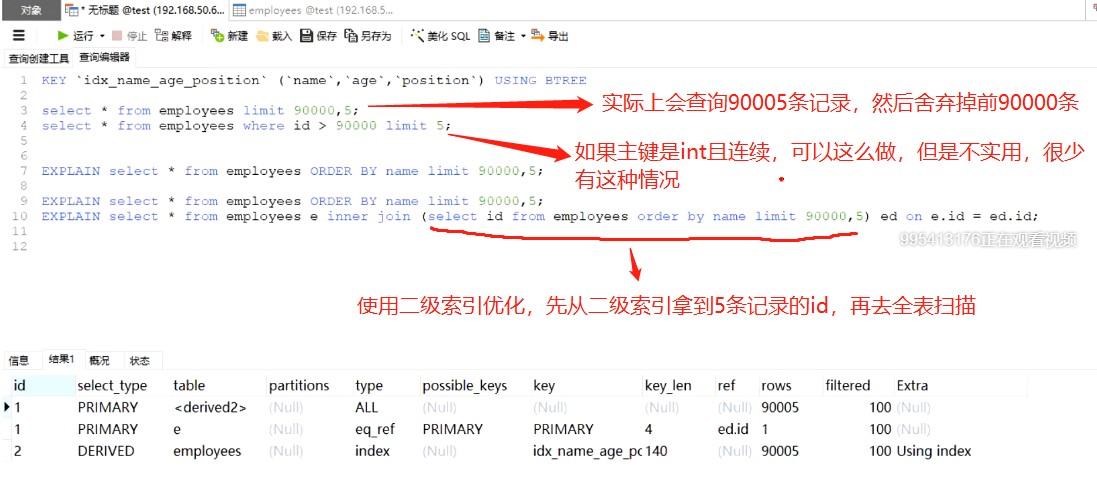 对象
* 无标题 @test (192.168.50.6...
employees @test (192.168.5...
运行 停止 解释 新建 载入 保存 另存为 美化 SQL 备注 导出
查询创建工具 查询编辑器
1 KEY `idx_name_age_position` (`name`,`age`,`position`) USING BTREE
2
3 select * from employees limit 90000,5;
实际上会查询90005条记录，然后舍弃掉前90000条
4 select * from employees where id > 90000 limit 5;
5
如果主键是int且连续，可以这么做，但是不实用，很少
有这种情况
6
7 EXPLAIN select * from employees ORDER BY name limit 90000,5;
8
9 EXPLAIN select * from employees ORDER BY name limit 90000,5;
10 EXPLAIN select * from employees e inner join (select id from employees order by name limit 90000,5) ed on e.id = ed.id;
11
995413176正在观看视频
12
使用二级索引优化，先从二级索引拿到5条记录的id，再去全表扫描
信息 结果1 概况 状态
id select_type table partitions type possible_keys key key_len ref rows filtered Extra
1 PRIMARY <derived2> (Null) ALL (Null) (Null) (Null) (Null) 90005 100 (Null)
1 PRIMARY e (Null) eq_ref PRIMARY PRIMARY 4 ed.id 1 100 (Null)
2 DERIVED employees (Null) index (Null) idx_name_age_pc 140 (Null) 90005 100 Using index